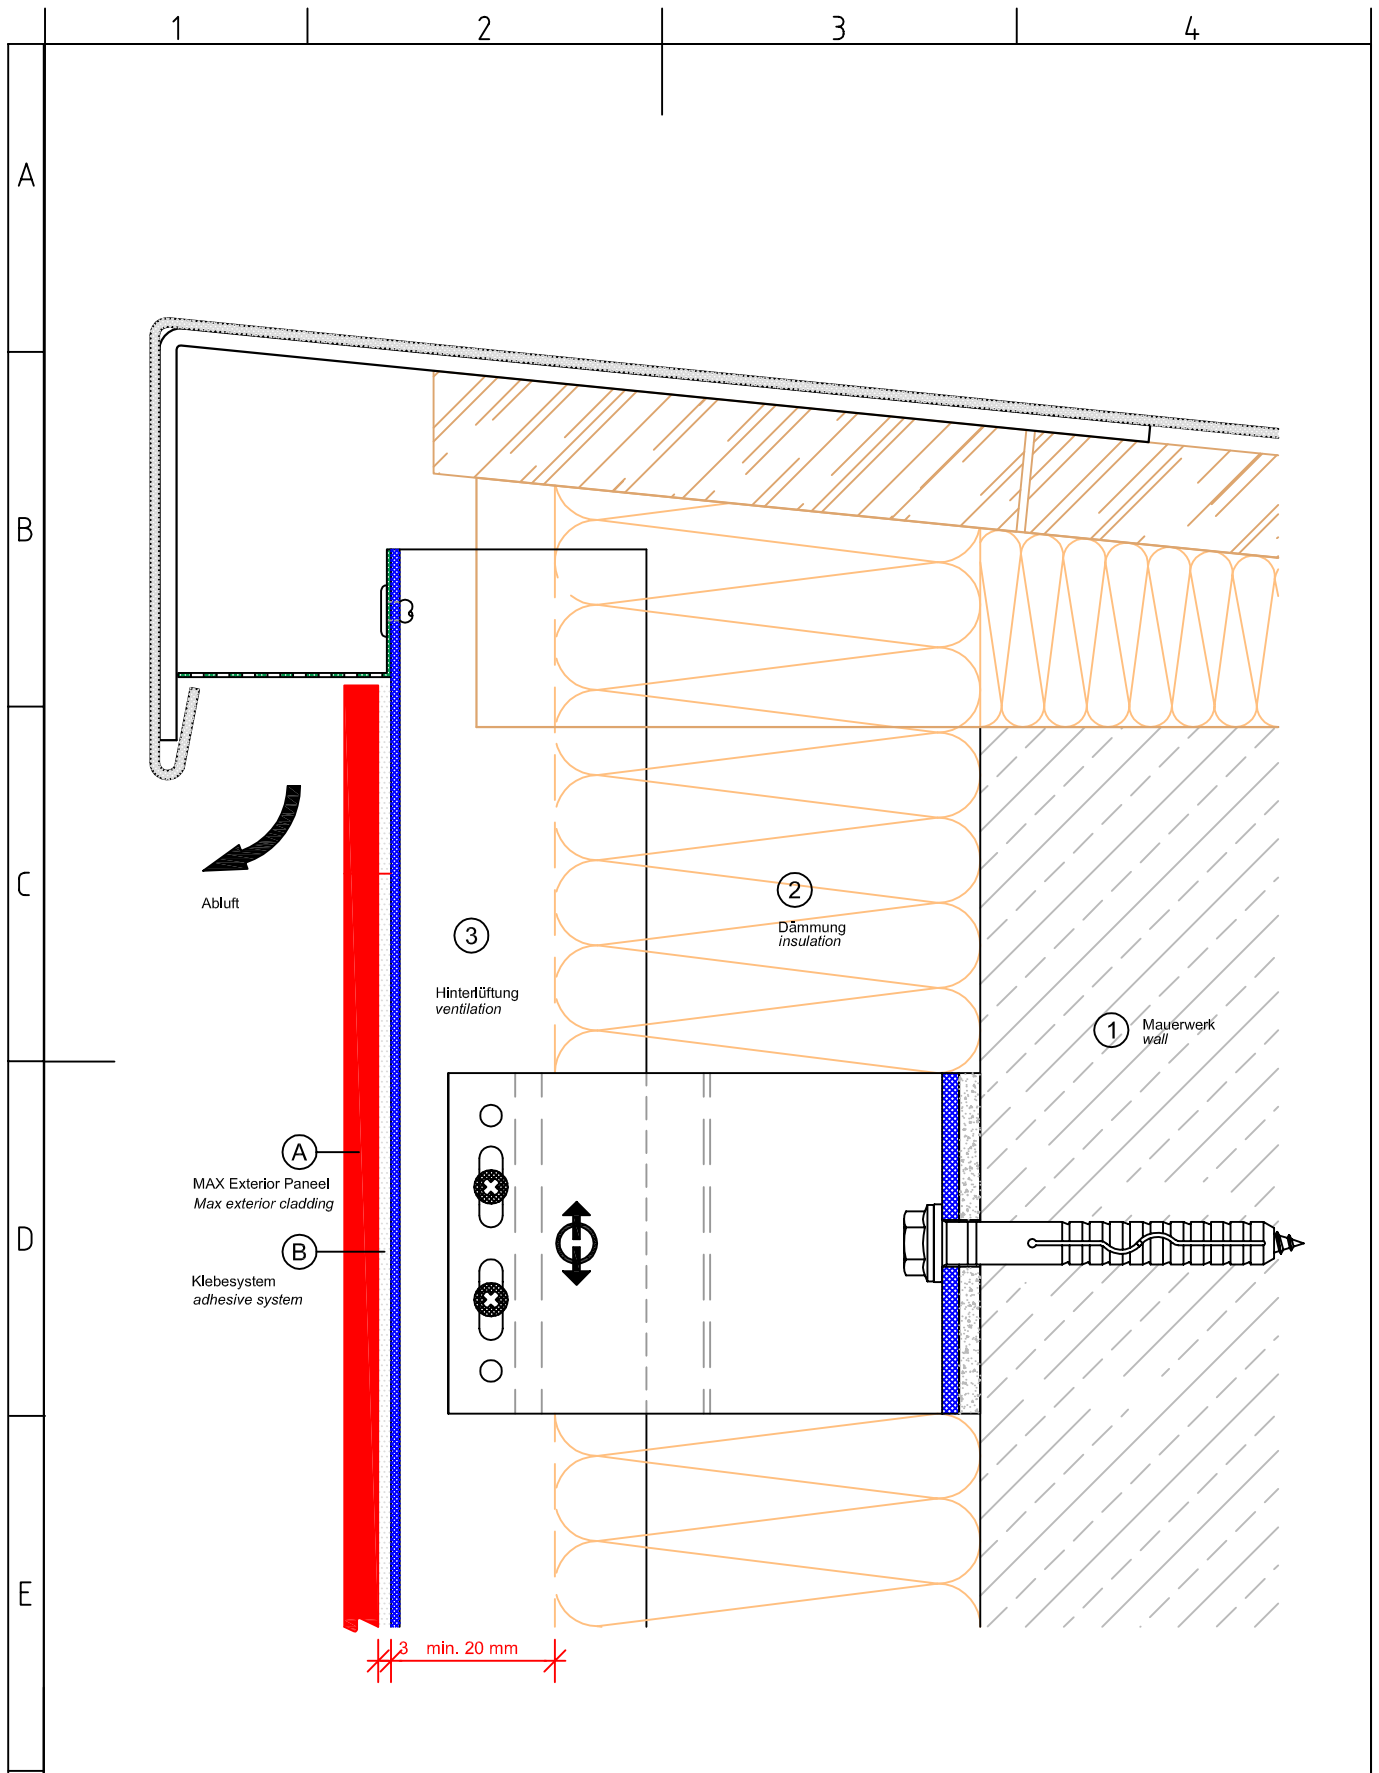 1 2 3 4
A
B
C
D
E
Abluft
3
Hinterlüftung
ventilation
2
Dämmung
insulation
1
Mauerwerk
wall
A
MAX Exterior Paneel
Max exterior cladding
B
Klebesystem
adhesive system
3 min. 20 mm